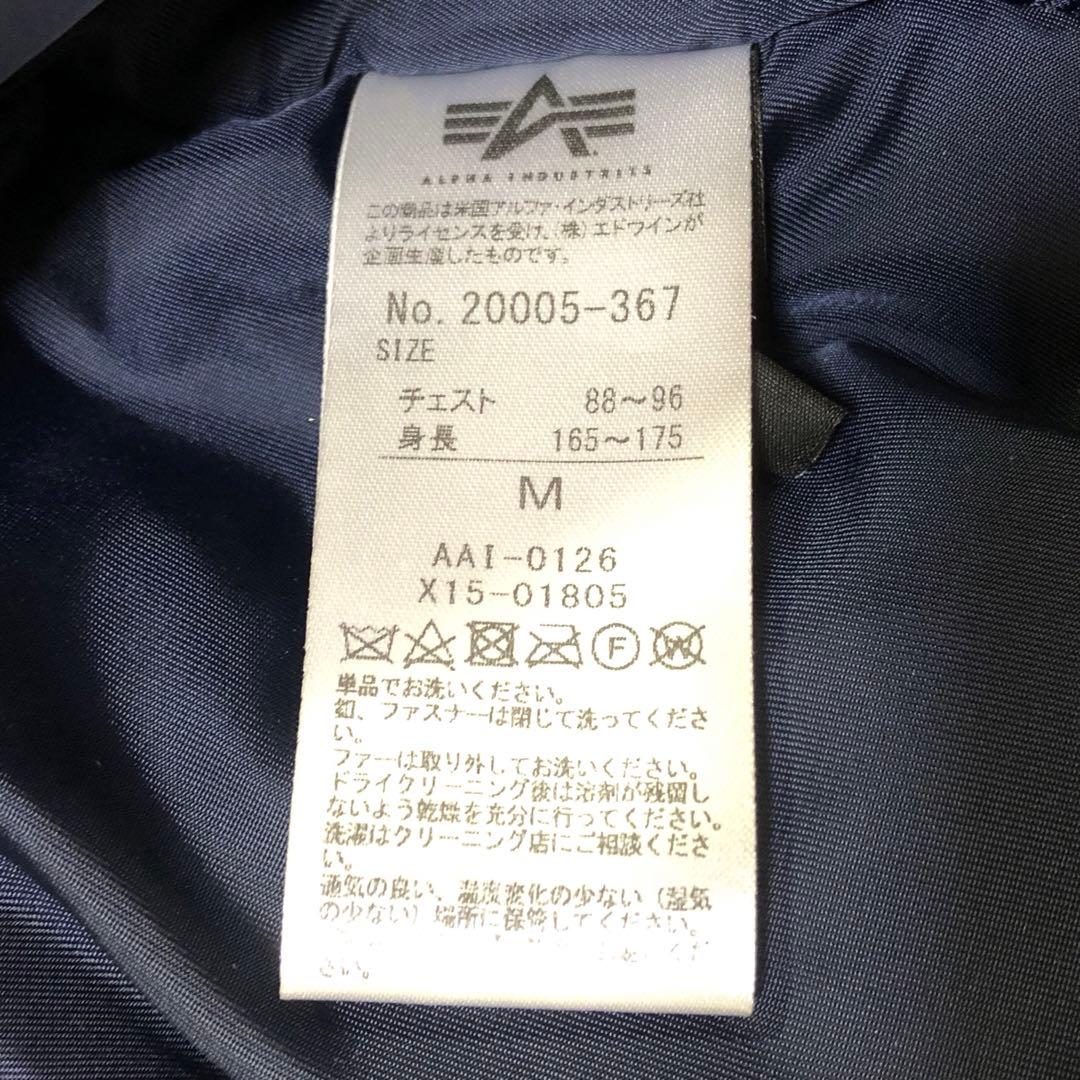 ALPHA INDUSTRIES
この商品は米国アルファ・インダストリーズ社
よりライセンスを受け、(株)エドウインが
企画生産したものです。
No. 20005-367
SIZE
チェスト 88〜96
身長 165〜175
M
AAI-0126
X15-01805
F W
単品でお洗いください。
釦、ファスナーは閉じて洗ってくださ
い。
ファーは取り外してお洗いください。
ドライクリーニング後は溶剤が残留し
ないよう乾燥を充分に行ってください。
洗濯はクリーニング店にご相談くださ
い。
通気の良い、温度変化の少ない(湿気
の少ない)場所に保管してください。
さい。